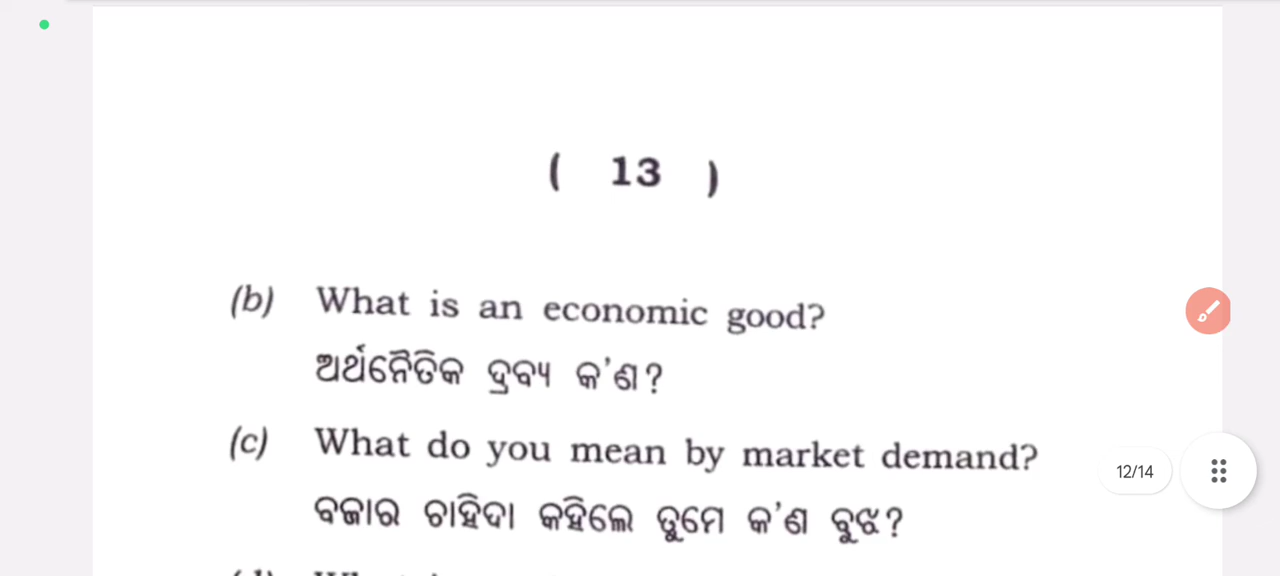 ( 13 )
(b) What is an economic good?
ଅର୍ଥନୈତିକ ଦ୍ରବ୍ୟ କ'ଣ?
(c) What do you mean by market demand?
ବଜାର ଚାହିଦା କହିଲେ ତୁମେ କ'ଣ ବୁଝ?
12/14